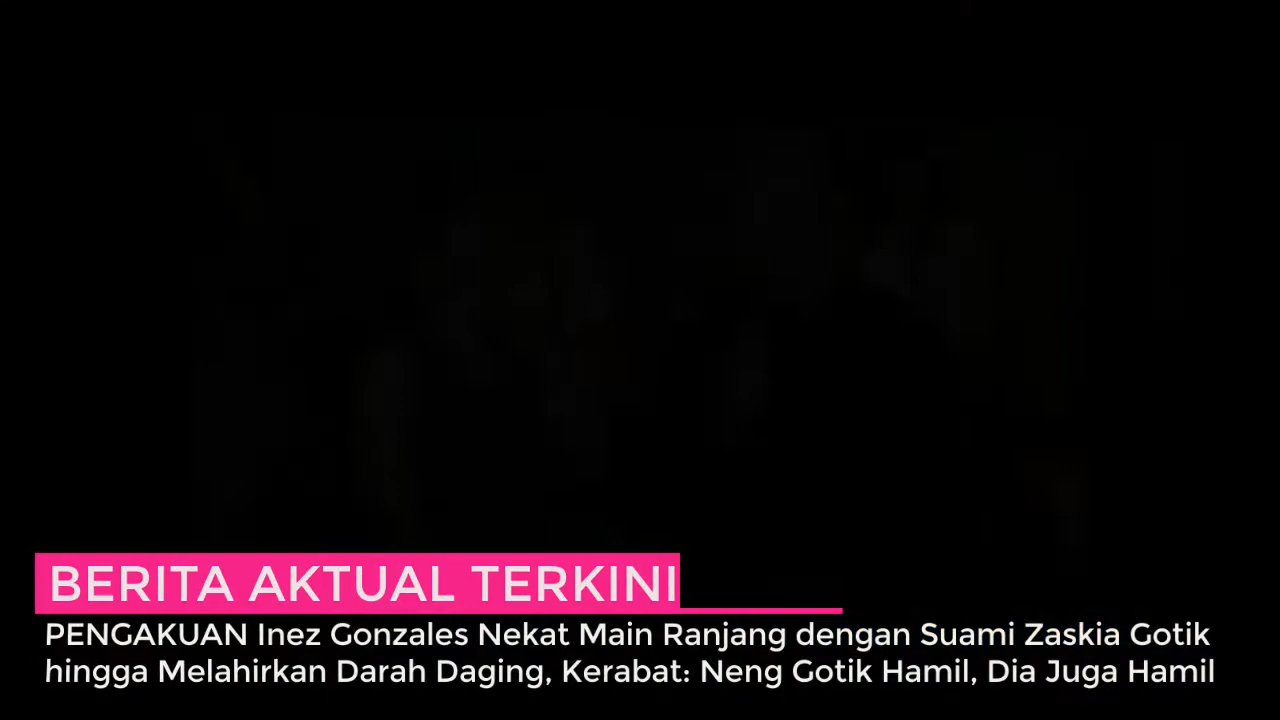 BERITA AKTUAL TERKINI
PENGAKUAN Inez Gonzales Nekat Main Ranjang dengan Suami Zaskia Gotik
hingga Melahirkan Darah Daging, Kerabat: Neng Gotik Hamil, Dia Juga Hamil